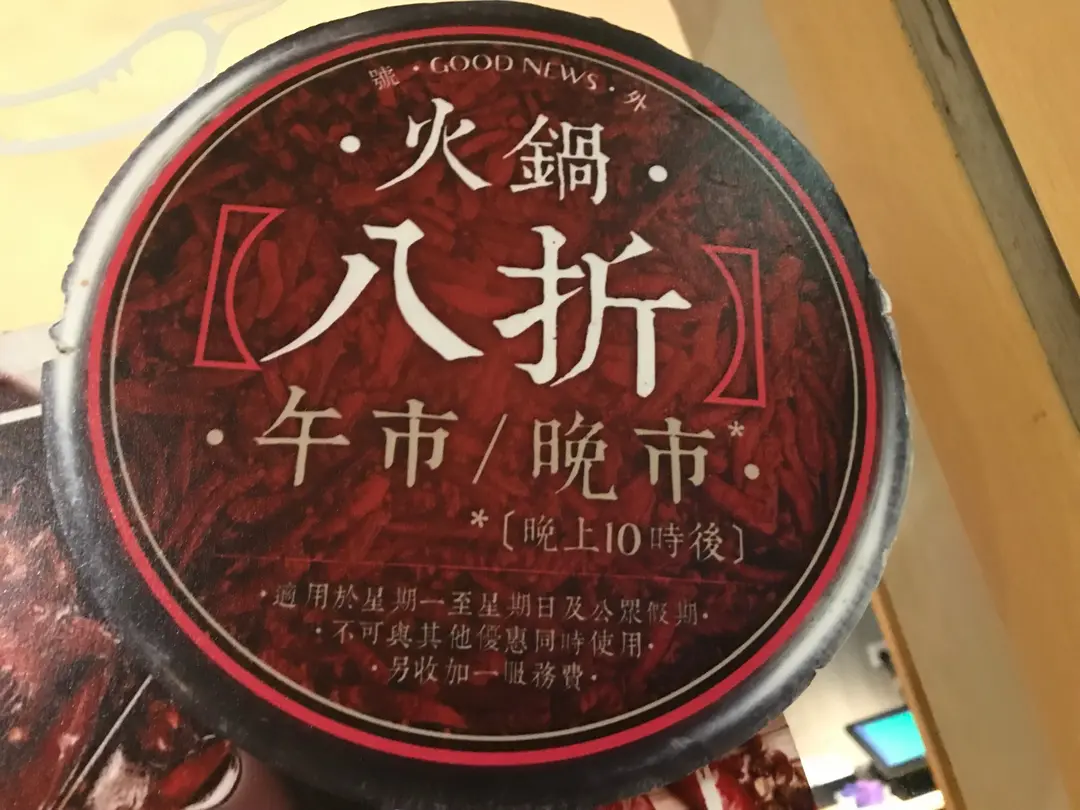 號・GOOD NEWS・外
・火鍋・
【八折】
・午市/晚市*・
*〔晚上10時後〕
・適用於星期一至星期日及公眾假期・
・不可與其他優惠同時使用・
・另收加一服務費・